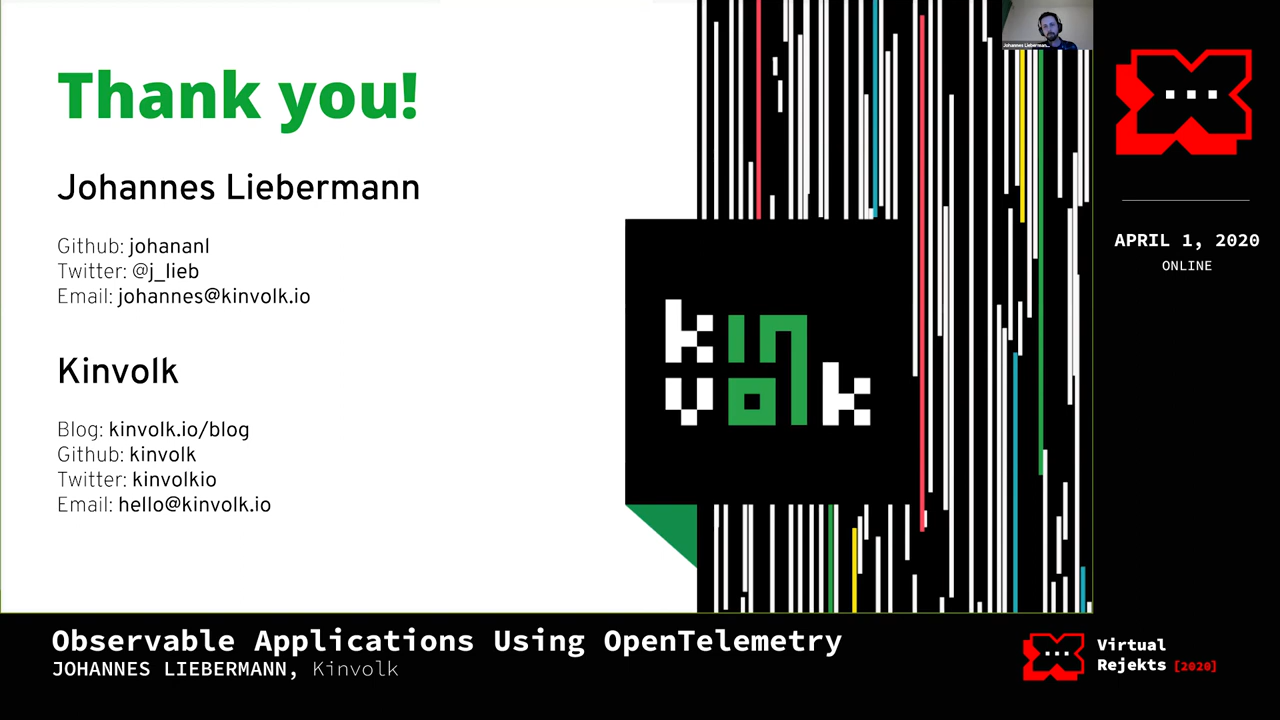 Thank you!
Johannes Liebermann
Github: johananl
Twitter: @j_lieb
Email: johannes@kinvolk.io
Kinvolk
Blog: kinvolk.io/blog
Github: kinvolk
Twitter: kinvolkio
Email: hello@kinvolk.io
kin
volk
Johannes Lieberman...
APRIL 1, 2020
ONLINE
Observable Applications Using OpenTelemetry
JOHANNES LIEBERMANN, Kinvolk
Virtual
Rejekts [2020]